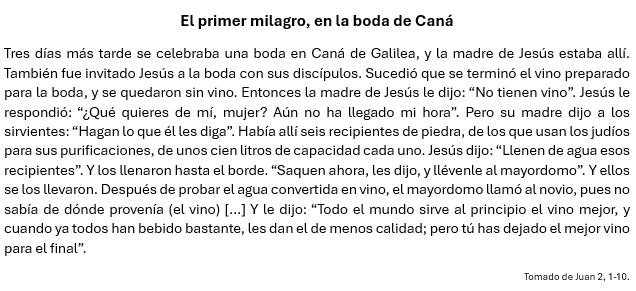 El primer milagro, en la boda de Caná
Tres días más tarde se celebraba una boda en Caná de Galilea, y la madre de Jesús estaba allí.
También fue invitado Jesús a la boda con sus discípulos. Sucedió que se terminó el vino preparado
para la boda, y se quedaron sin vino. Entonces la madre de Jesús le dijo: “No tienen vino”. Jesús le
respondió: “¿Qué quieres de mí, mujer? Aún no ha llegado mi hora”. Pero su madre dijo a los
sirvientes: “Hagan lo que él les diga”. Había allí seis recipientes de piedra, de los que usan los judíos
para sus purificaciones, de unos cien litros de capacidad cada uno. Jesús dijo: “Llenen de agua esos
recipientes”. Y los llenaron hasta el borde. “Saquen ahora, les dijo, y llévenle al mayordomo”. Y ellos
se los llevaron. Después de probar el agua convertida en vino, el mayordomo llamó al novio, pues no
sabía de dónde provenía (el vino) [...] Y le dijo: “Todo el mundo sirve al principio el vino mejor, y
cuando ya todos han bebido bastante, les dan el de menos calidad; pero tú has dejado el mejor vino
para el final”.
Tomado de Juan 2, 1-10.